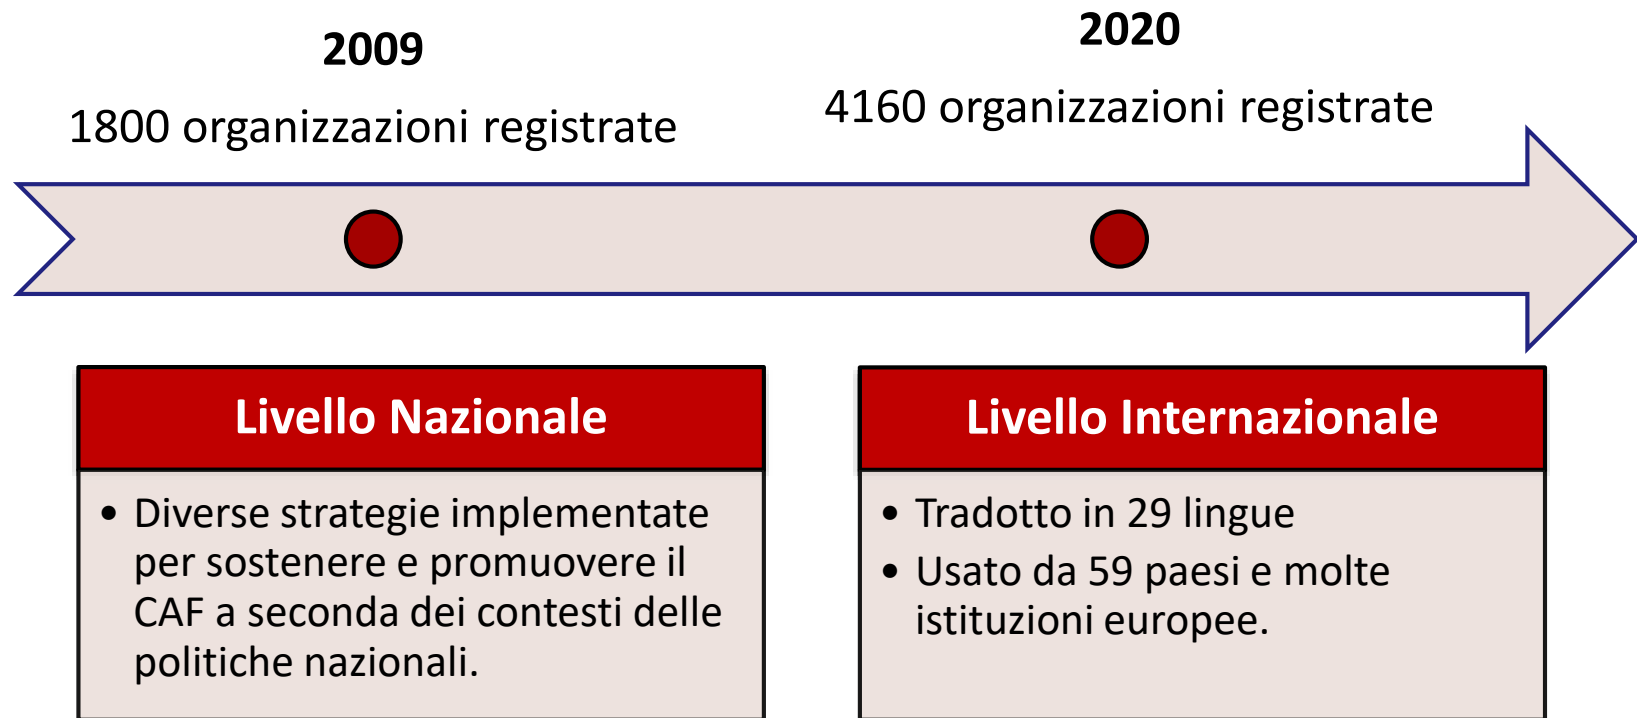 2009
1800 organizzazioni registrate
2020
4160 organizzazioni registrate
Livello Nazionale
• Diverse strategie implementate
per sostenere e promuovere il
CAF a seconda dei contesti delle
politiche nazionali.
Livello Internazionale
• Tradotto in 29 lingue
• Usato da 59 paesi e molte
istituzioni europee.